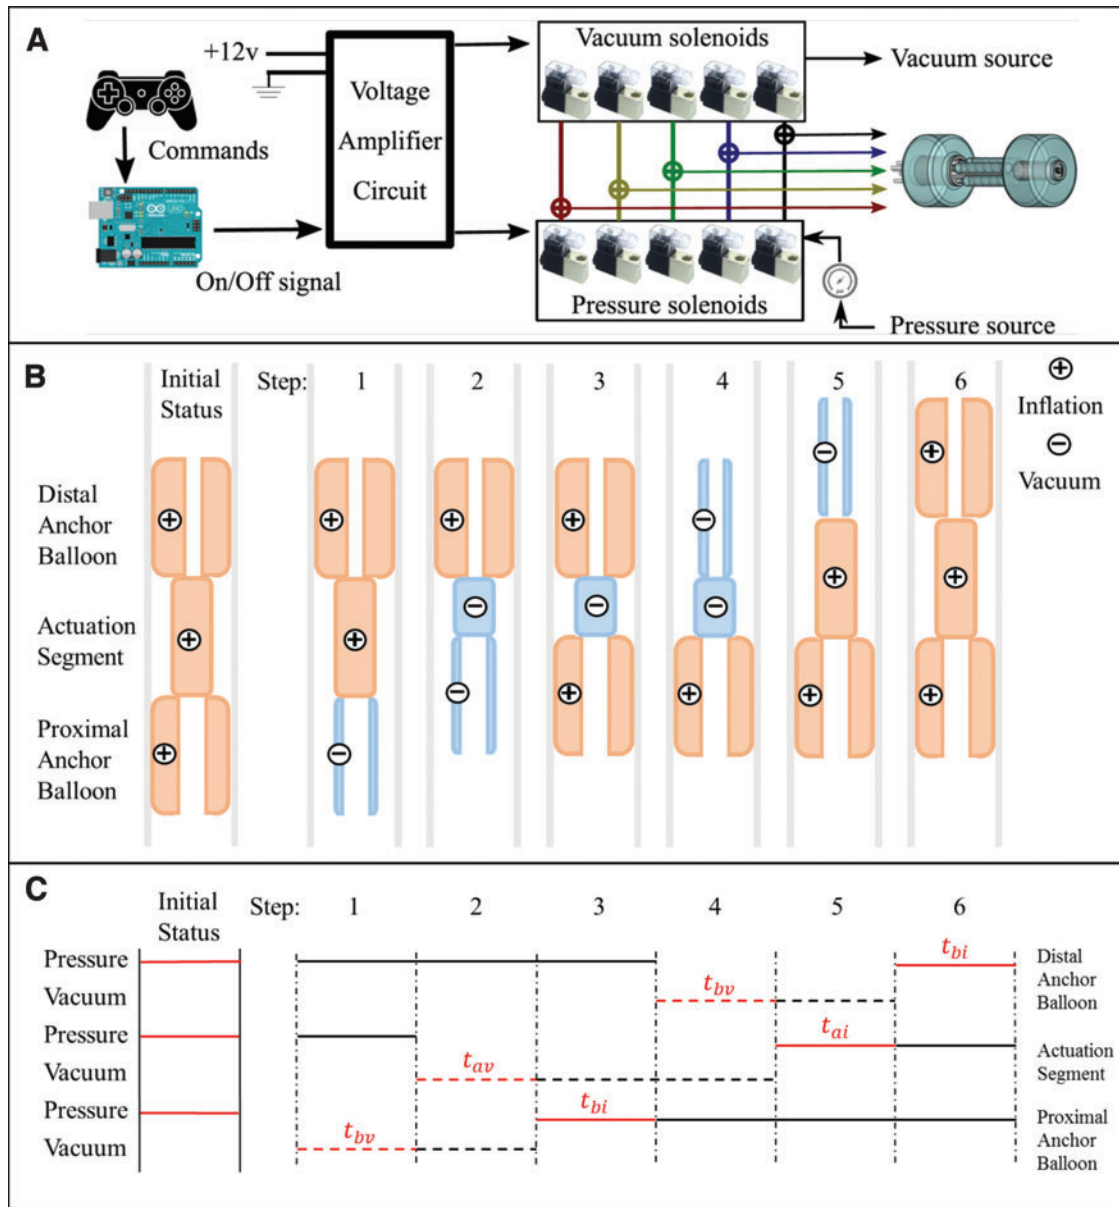 A
+12v
Voltage
Amplifier
Circuit
Vacuum solenoids
Vacuum source
Commands
On/Off signal
Pressure solenoids
Pressure source
B
Initial
Status
Step: 1 2 3 4 5 6
Inflation
Vacuum
Distal
Anchor
Balloon
Actuation
Segment
Proximal
Anchor
Balloon
C
Initial
Status
Step: 1 2 3 4 5 6
Pressure
Vacuum
Pressure
Vacuum
Pressure
Vacuum
t_bi
t_bv
t_ai
t_av
t_bi
t_bv
Distal
Anchor
Balloon
Actuation
Segment
Proximal
Anchor
Balloon